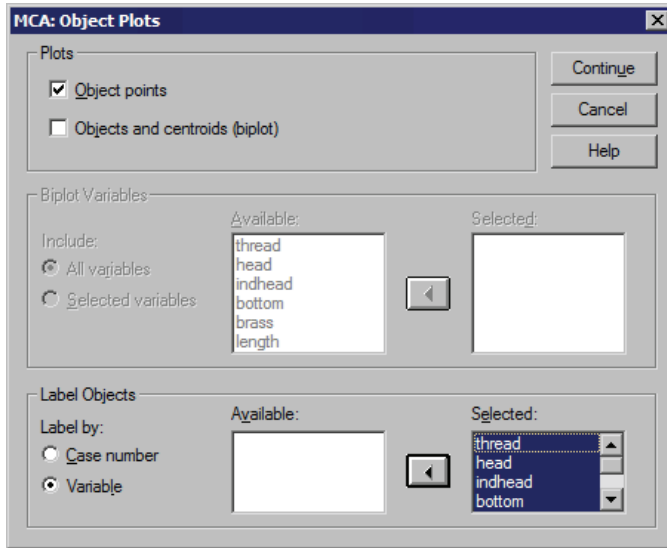 MCA: Object Plots
Plots
Object points
Objects and centroids (biplot)
Continue
Cancel
Help
Biplot Variables
Include:
All variables
Selected variables
Available:
thread
head
indhead
bottom
brass
length
Selected:
Label Objects
Label by:
Case number
Variable
Available:
Selected:
thread
head
indhead
bottom